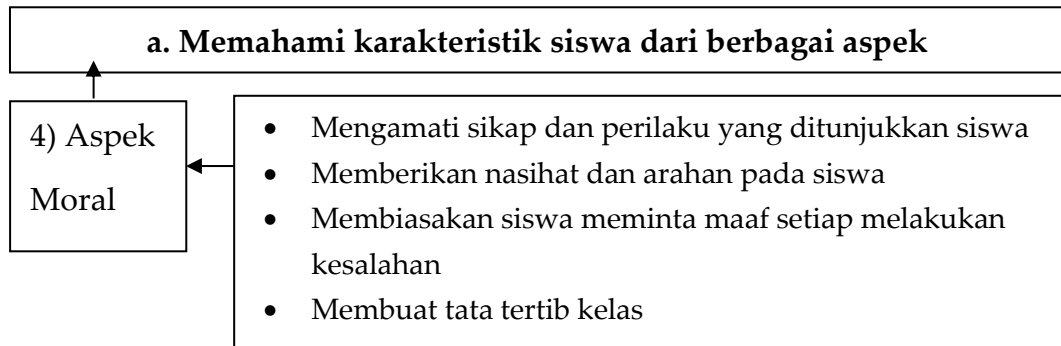 a. Memahami karakteristik siswa dari berbagai aspek
4) Aspek
Moral
• Mengamati sikap dan perilaku yang ditunjukkan siswa
• Memberikan nasihat dan arahan pada siswa
• Membiasakan siswa meminta maaf setiap melakukan
kesalahan
• Membuat tata tertib kelas